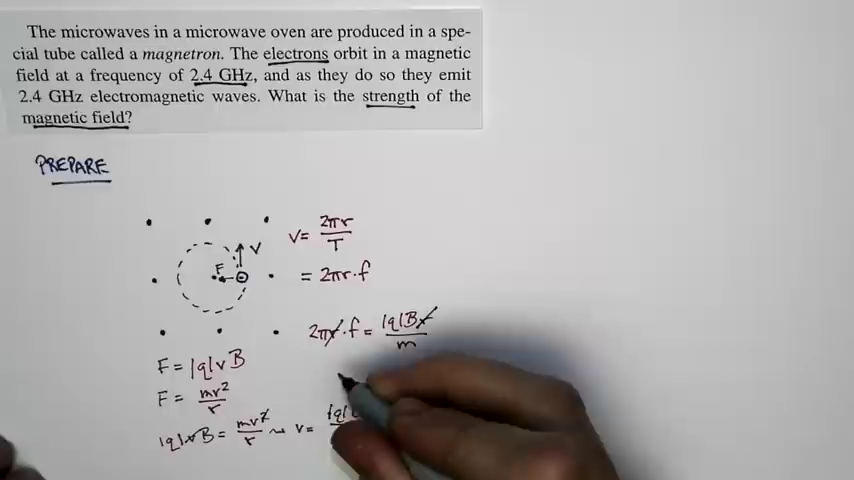 The microwaves in a microwave oven are produced in a spe-
cial tube called a magnetron. The electrons orbit in a magnetic
field at a frequency of 2.4 GHz, and as they do so they emit
2.4 GHz electromagnetic waves. What is the strength of the
magnetic field?
PREPARE
v = 2πr / T
F v
= 2πr · f
2πr · f = |q|Br / m
F = |q|vB
F = mv² / r
|q|vB = mv² / r ~ v = |q|